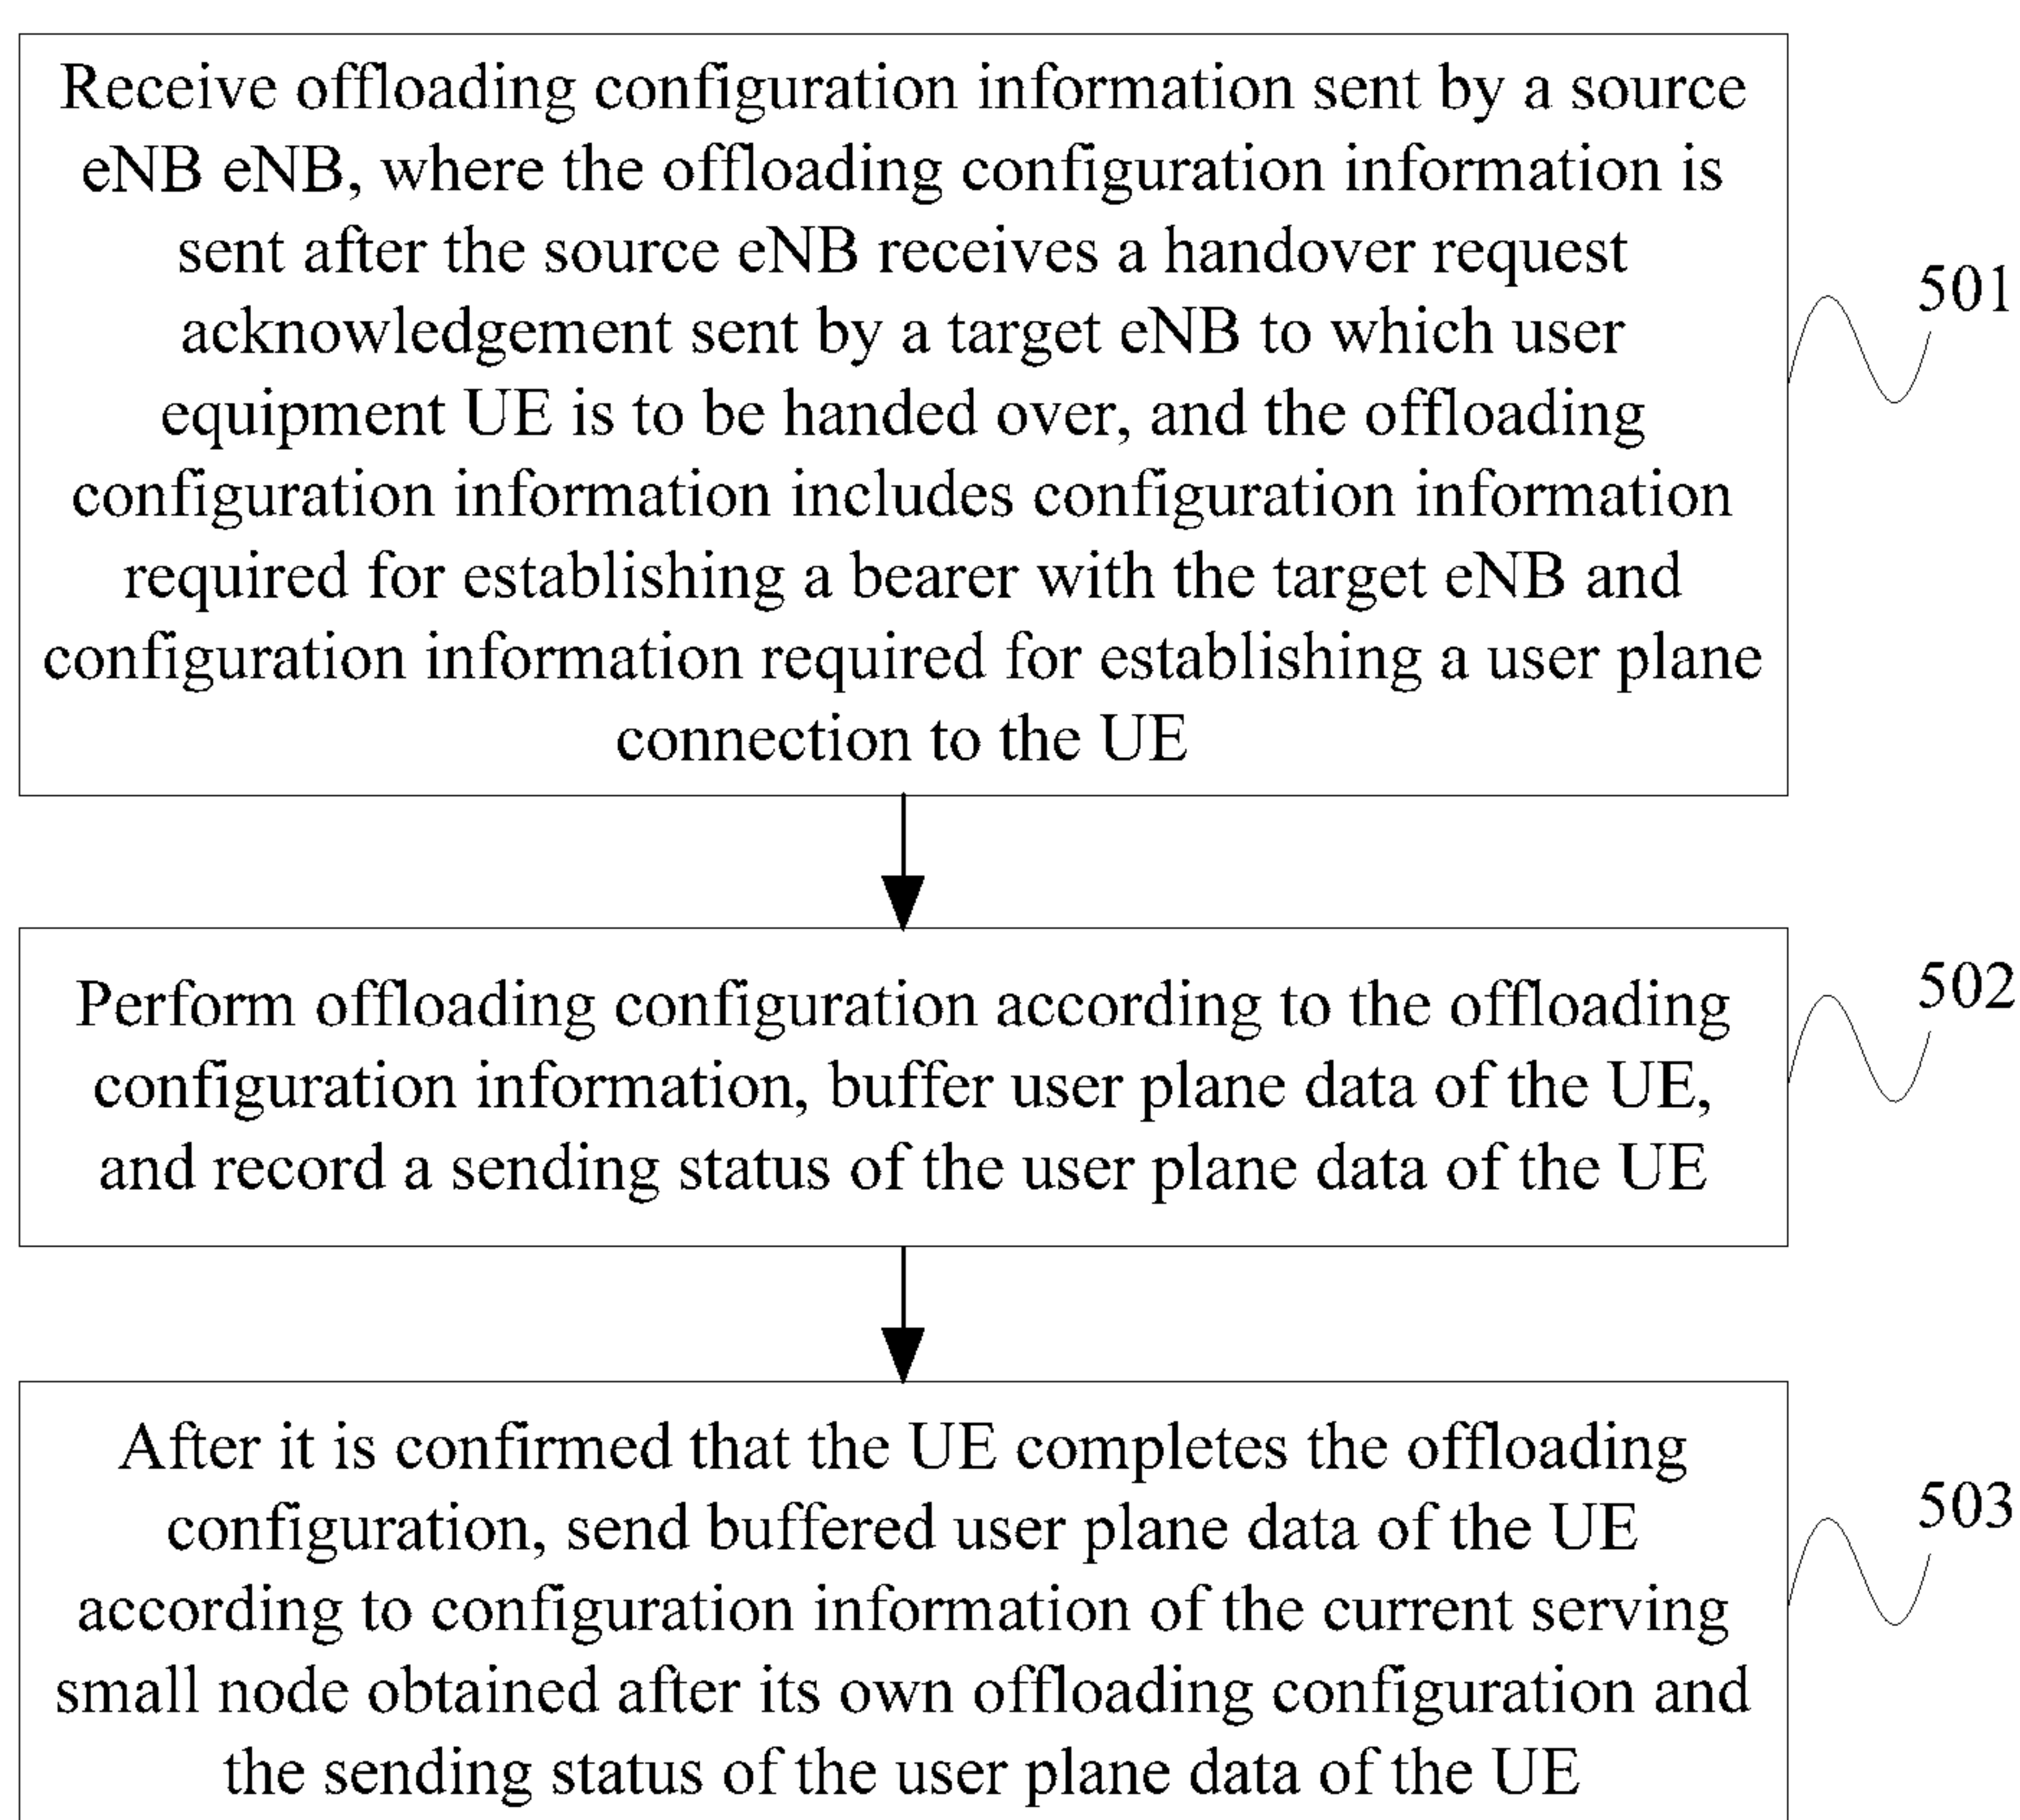 Receive offloading configuration information sent by a source
eNB eNB, where the offloading configuration information is
sent after the source eNB receives a handover request
acknowledgement sent by a target eNB to which user
equipment UE is to be handed over, and the offloading
configuration information includes configuration information
required for establishing a bearer with the target eNB and
configuration information required for establishing a user plane
connection to the UE
501
Perform offloading configuration according to the offloading
configuration information, buffer user plane data of the UE,
and record a sending status of the user plane data of the UE
502
After it is confirmed that the UE completes the offloading
configuration, send buffered user plane data of the UE
according to configuration information of the current serving
small node obtained after its own offloading configuration and
the sending status of the user plane data of the UE
503